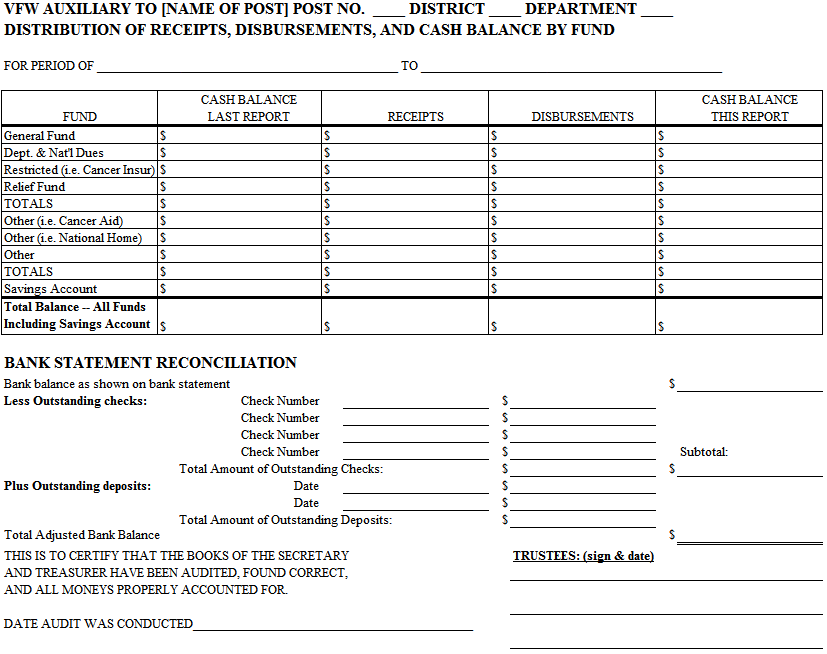 VFW AUXILIARY TO [NAME OF POST] POST NO. ____ DISTRICT ____ DEPARTMENT ____
DISTRIBUTION OF RECEIPTS, DISBURSEMENTS, AND CASH BALANCE BY FUND
FOR PERIOD OF ____ TO ____
FUND CASH BALANCE LAST REPORT RECEIPTS DISBURSEMENTS CASH BALANCE THIS REPORT
General Fund $ $ $ $
Dept. & Nat'l Dues $ $ $ $
Restricted (i.e. Cancer Insur) $ $ $ $
Relief Fund $ $ $ $
TOTALS $ $ $ $
Other (i.e. Cancer Aid) $ $ $ $
Other (i.e. National Home) $ $ $ $
Other $ $ $ $
TOTALS $ $ $ $
Savings Account $ $ $ $
Total Balance -- All Funds
Including Savings Account $ $ $ $
BANK STATEMENT RECONCILIATION
Bank balance as shown on bank statement $
Less Outstanding checks: Check Number $
Check Number $
Check Number $
Check Number $ Subtotal:
Total Amount of Outstanding Checks: $ $
Plus Outstanding deposits: Date $
Date $
Total Amount of Outstanding Deposits: $
Total Adjusted Bank Balance $
THIS IS TO CERTIFY THAT THE BOOKS OF THE SECRETARY TRUSTEES: (sign & date)
AND TREASURER HAVE BEEN AUDITED, FOUND CORRECT,
AND ALL MONEYS PROPERLY ACCOUNTED FOR.
DATE AUDIT WAS CONDUCTED____